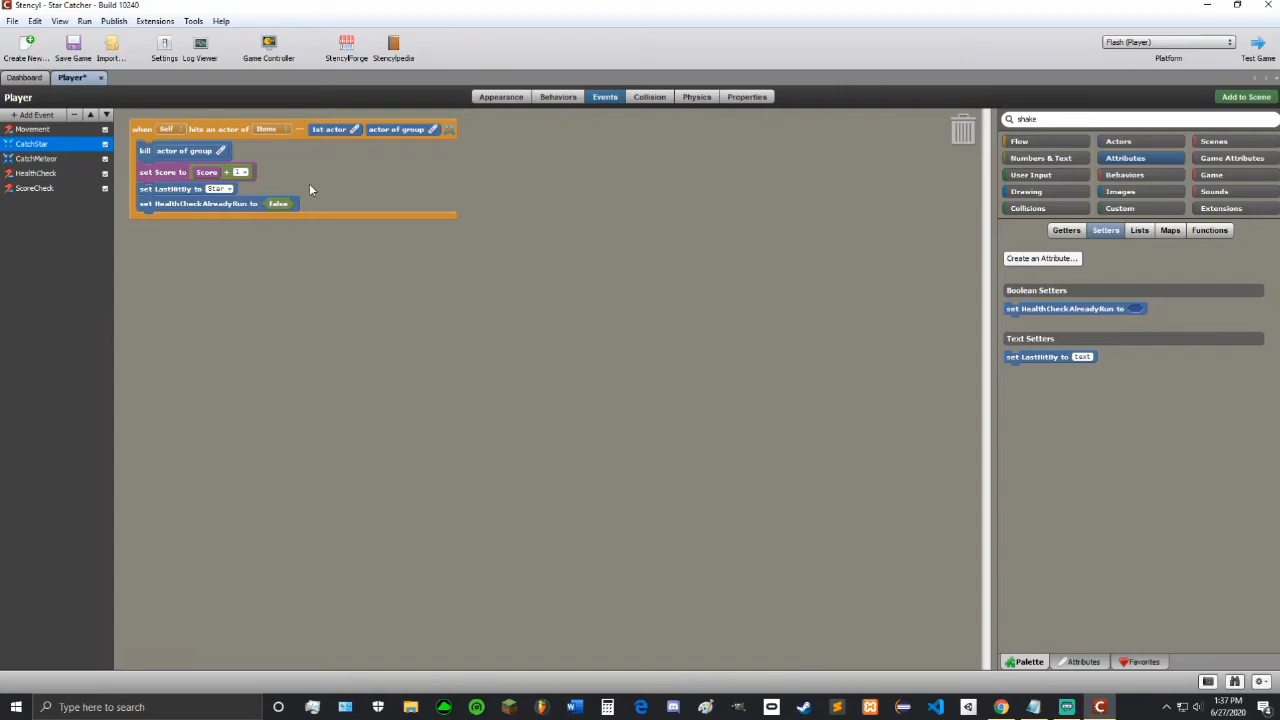 Stencyl - Star Catcher - Build 10240
File Edit View Run Publish Extensions Tools Help
Create New... Save Game Import... Settings Log Viewer Game Controller StencylForge Stencylpedia Flash (Player) Platform Test Game
Dashboard Player*
Player Appearance Behaviors Events Collision Physics Properties Add to Scene
+ Add Event
Movement
CatchStar
CatchMeteor
HealthCheck
ScoreCheck
when Self hits an actor of Items 1st actor actor of group
kill actor of group
set Score to Score + 1
set LastHitBy to Star
set HealthCheckAlreadyRun to false
shake
Flow Actors Scenes
Numbers & Text Attributes Game Attributes
User Input Behaviors Game
Drawing Images Sounds
Collisions Custom Extensions
Getters Setters Lists Maps Functions
Create an Attribute...
Boolean Setters
set HealthCheckAlreadyRun to
Text Setters
set LastHitBy to text
Palette Attributes Favorites
Type here to search
1:37 PM
6/27/2020